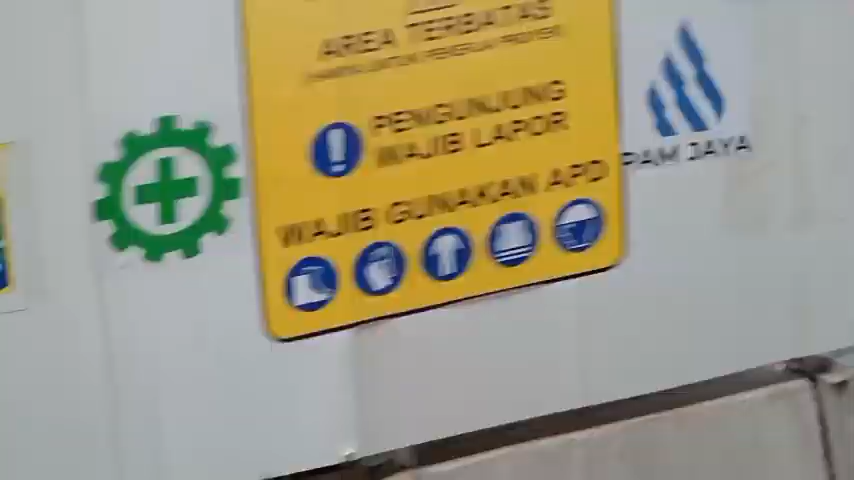 AREA TERBATAS
PENGUNJUNG
WAJIB LAPOR
WAJIB GUNAKAN APD
PAM JAYA